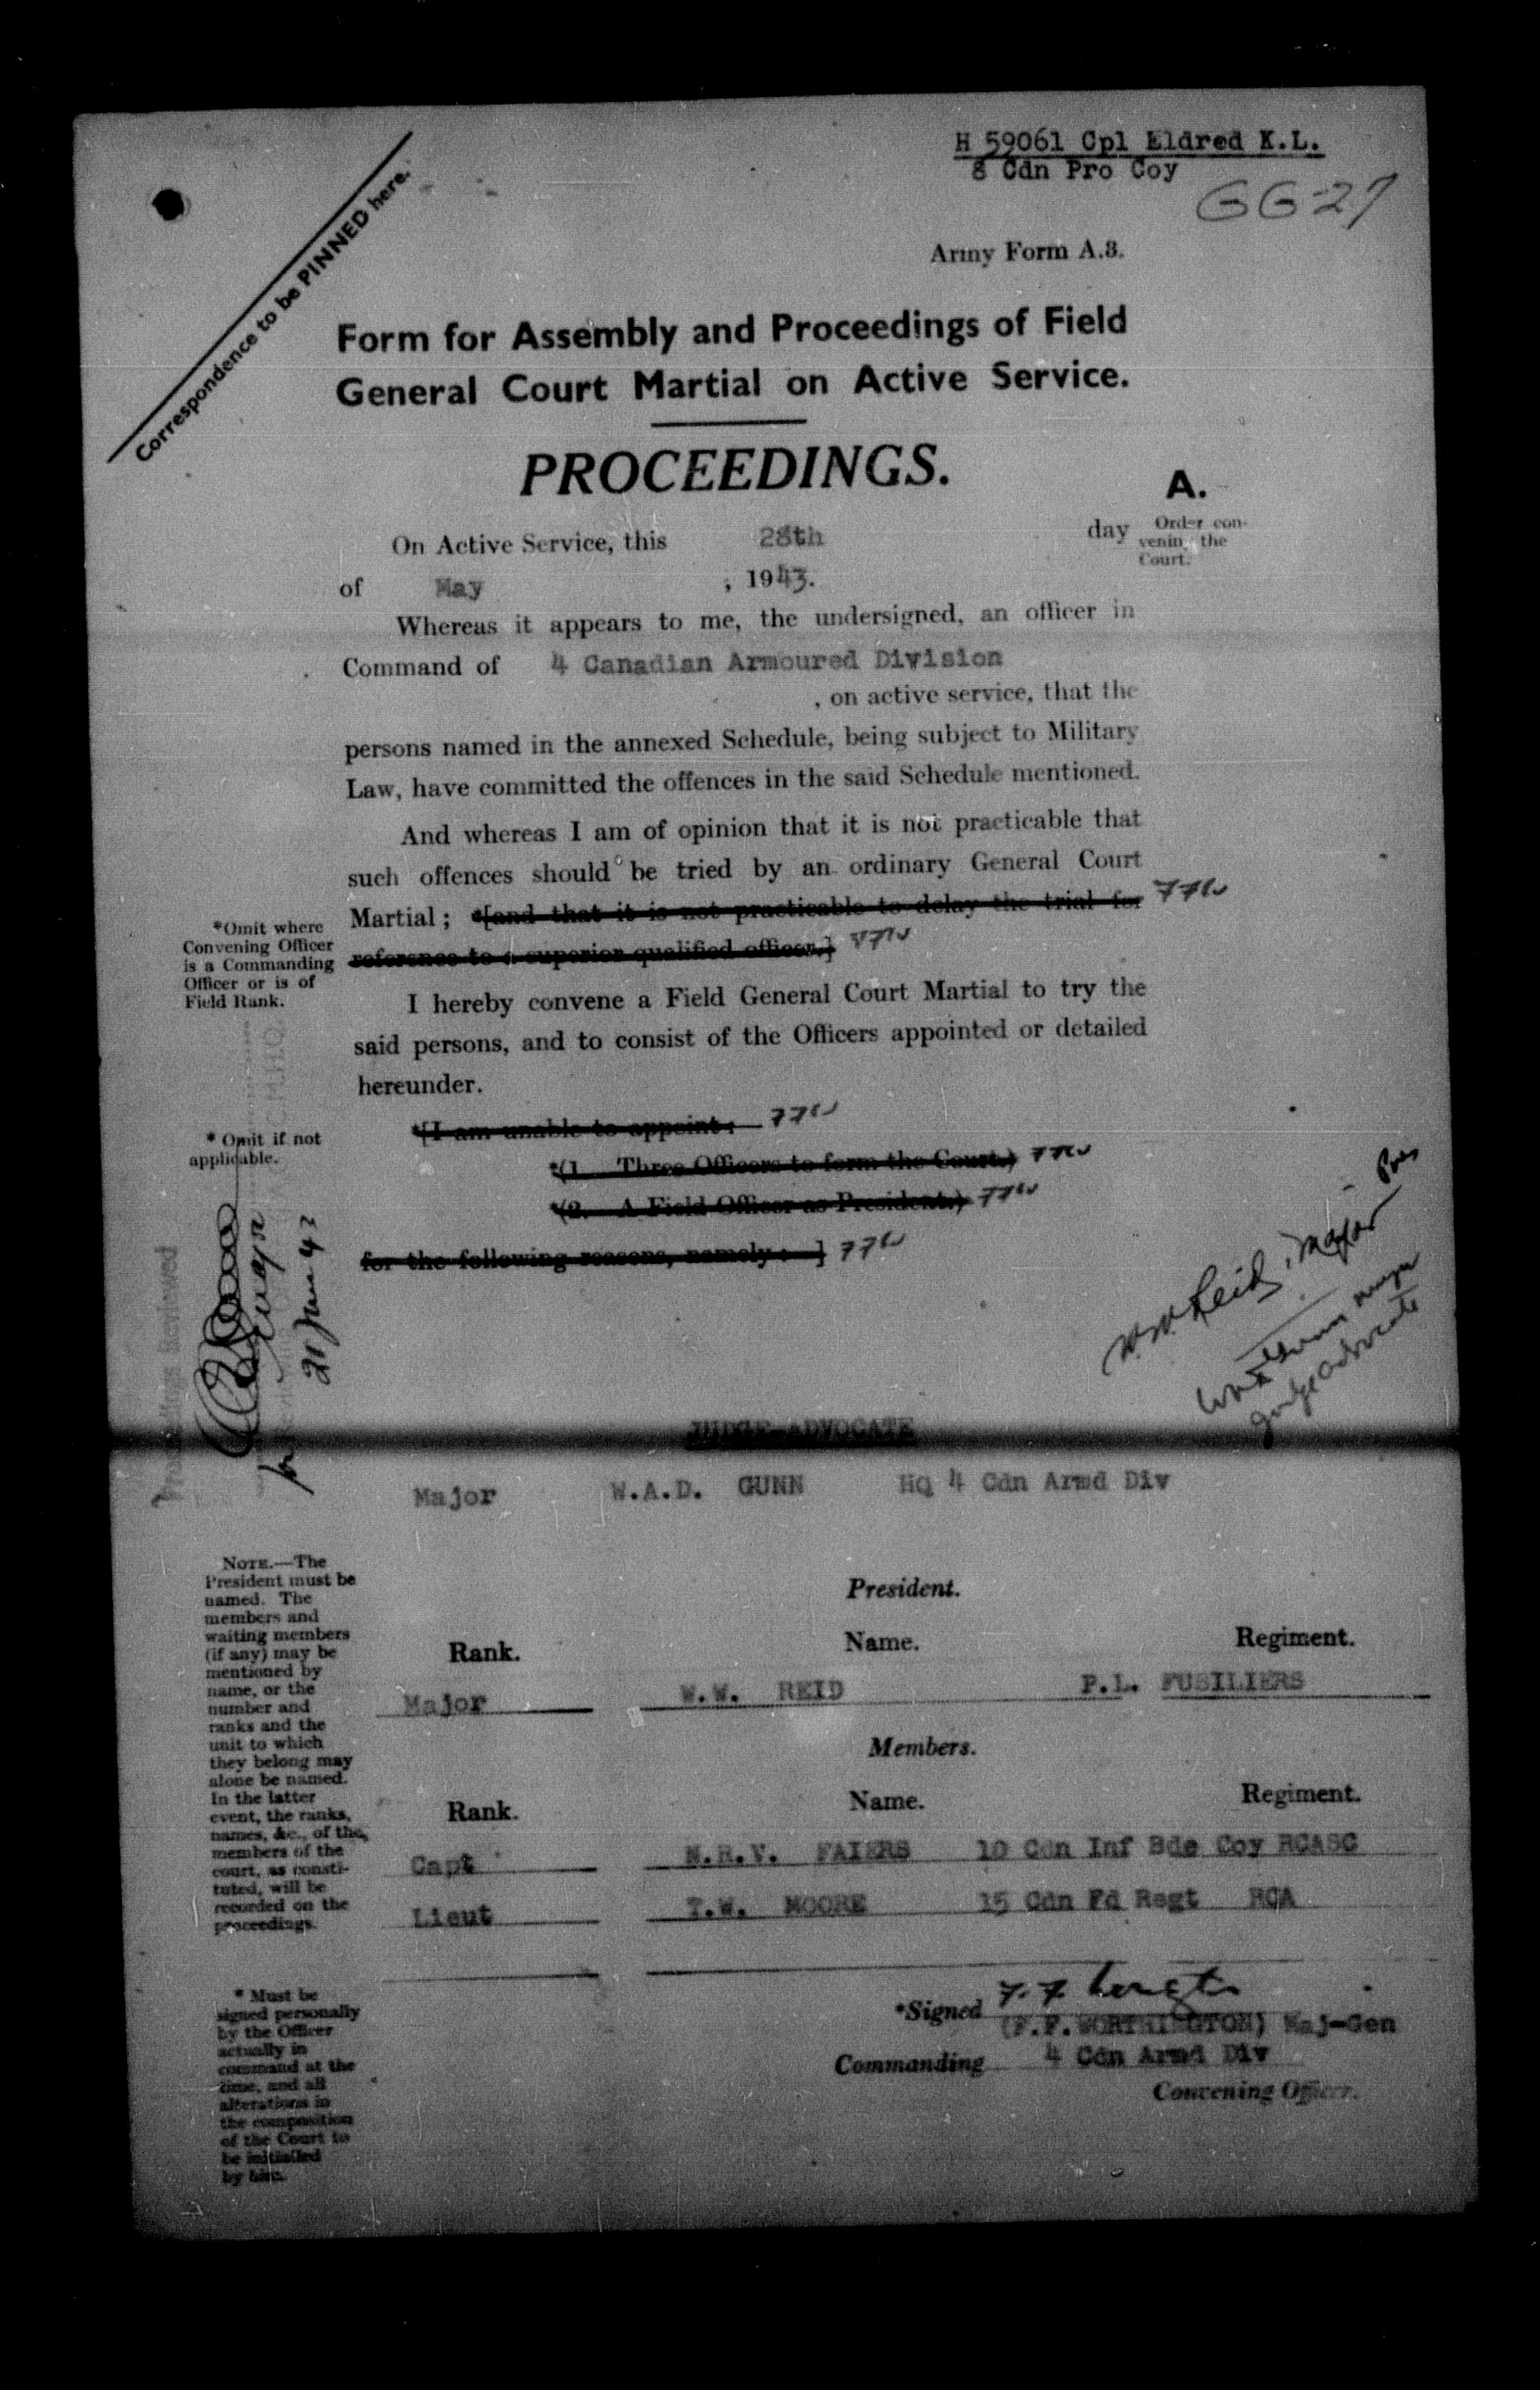 H 59061 Cpl Eldred K.L.
8 Cdn Pro Coy
GG-27
Correspondence to be PINNED here.
Army Form A.3.
Form for Assembly and Proceedings of Field
General Court Martial on Active Service.
PROCEEDINGS.
A.
On Active Service, this 28th day
Order con-
venin the
Court.
of May , 1943.
Whereas it appears to me, the undersigned, an officer in
Command of 4 Canadian Armoured Division
, on active service, that the
persons named in the annexed Schedule, being subject to Military
Law, have committed the offences in the said Schedule mentioned.
And whereas I am of opinion that it is not practicable that
such offences should be tried by an ordinary General Court
Martial ; *[and that it is not practicable to delay the trial for 77W
reference to a superior qualified officer.] 77W
*Omit where
Convening Officer
is a Commanding
Officer or is of
Field Rank.
I hereby convene a Field General Court Martial to try the
said persons, and to consist of the Officers appointed or detailed
hereunder.
* Omit if not
applicable.
*[I am unable to appoint :— 77W
*(1. Three Officers to form the Court.) 77W
*(2. A Field Officer as President.) 77W
for the following reasons, namely :—] 77W
Proceedings Reviewed
21 June 43
W.W. Reid, Major Pres
Judge Advocate
JUDGE-ADVOCATE
Major W.A.D. GUNN HQ 4 Cdn Armd Div
NOTE.—The
President must be
named. The
members and
waiting members
(if any) may be
mentioned by
name, or the
number and
ranks and the
unit to which
they belong may
alone be named.
In the latter
event, the ranks,
names, &c., of the
members of the
court, as consti-
tuted, will be
recorded on the
proceedings.
President.
Rank. Name. Regiment.
Major W.W. REID P.L. FUSILIERS
Members.
Rank. Name. Regiment.
Capt N.R.V. FAIERS 10 Cdn Inf Bde Coy RCASC
Lieut T.W. MOORE 15 Cdn Fd Regt RCA
* Must be
signed personally
by the Officer
actually in
command at the
time, and all
alterations in
the composition
of the Court to
be initialled
by him.
*Signed
(F.F. WORTHINGTON) Maj-Gen
Commanding 4 Cdn Armd Div
Convening Officer.